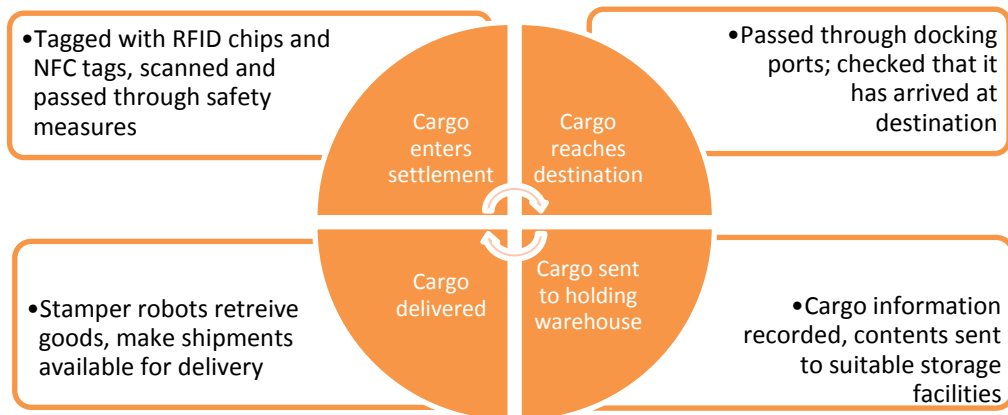 •Tagged with RFID chips and
NFC tags, scanned and
passed through safety
measures
Cargo
enters
settlement
Cargo
reaches
destination
•Passed through docking
ports; checked that it
has arrived at
destination
•Stamper robots retreive
goods, make shipments
available for delivery
Cargo
delivered
Cargo sent
to holding
warehouse
•Cargo information
recorded, contents sent
to suitable storage
facilities